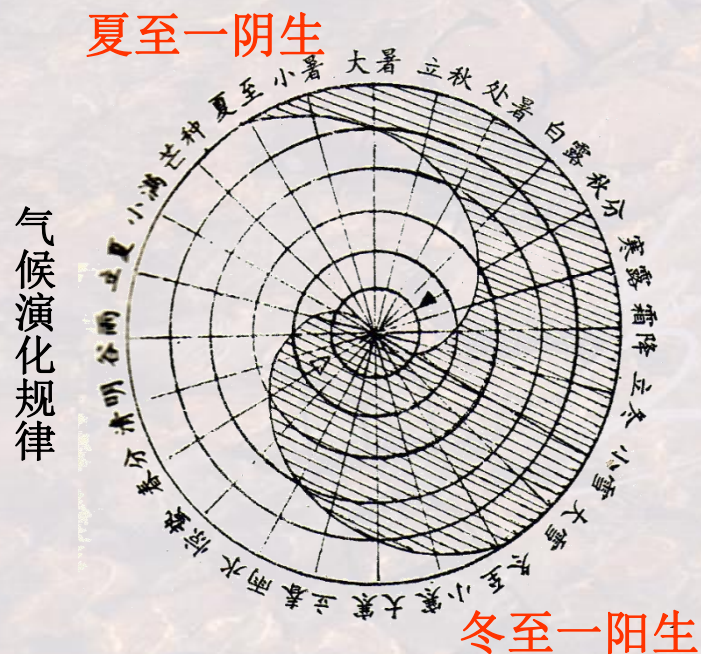 夏至一阴生
夏至
小暑
大暑
立秋
处暑
白露
秋分
寒露
霜降
立冬
小雪
大雪
冬至
小寒
大寒
立春
雨水
惊蛰
春分
清明
谷雨
立夏
小满
芒种
气候演化规律
冬至一阳生